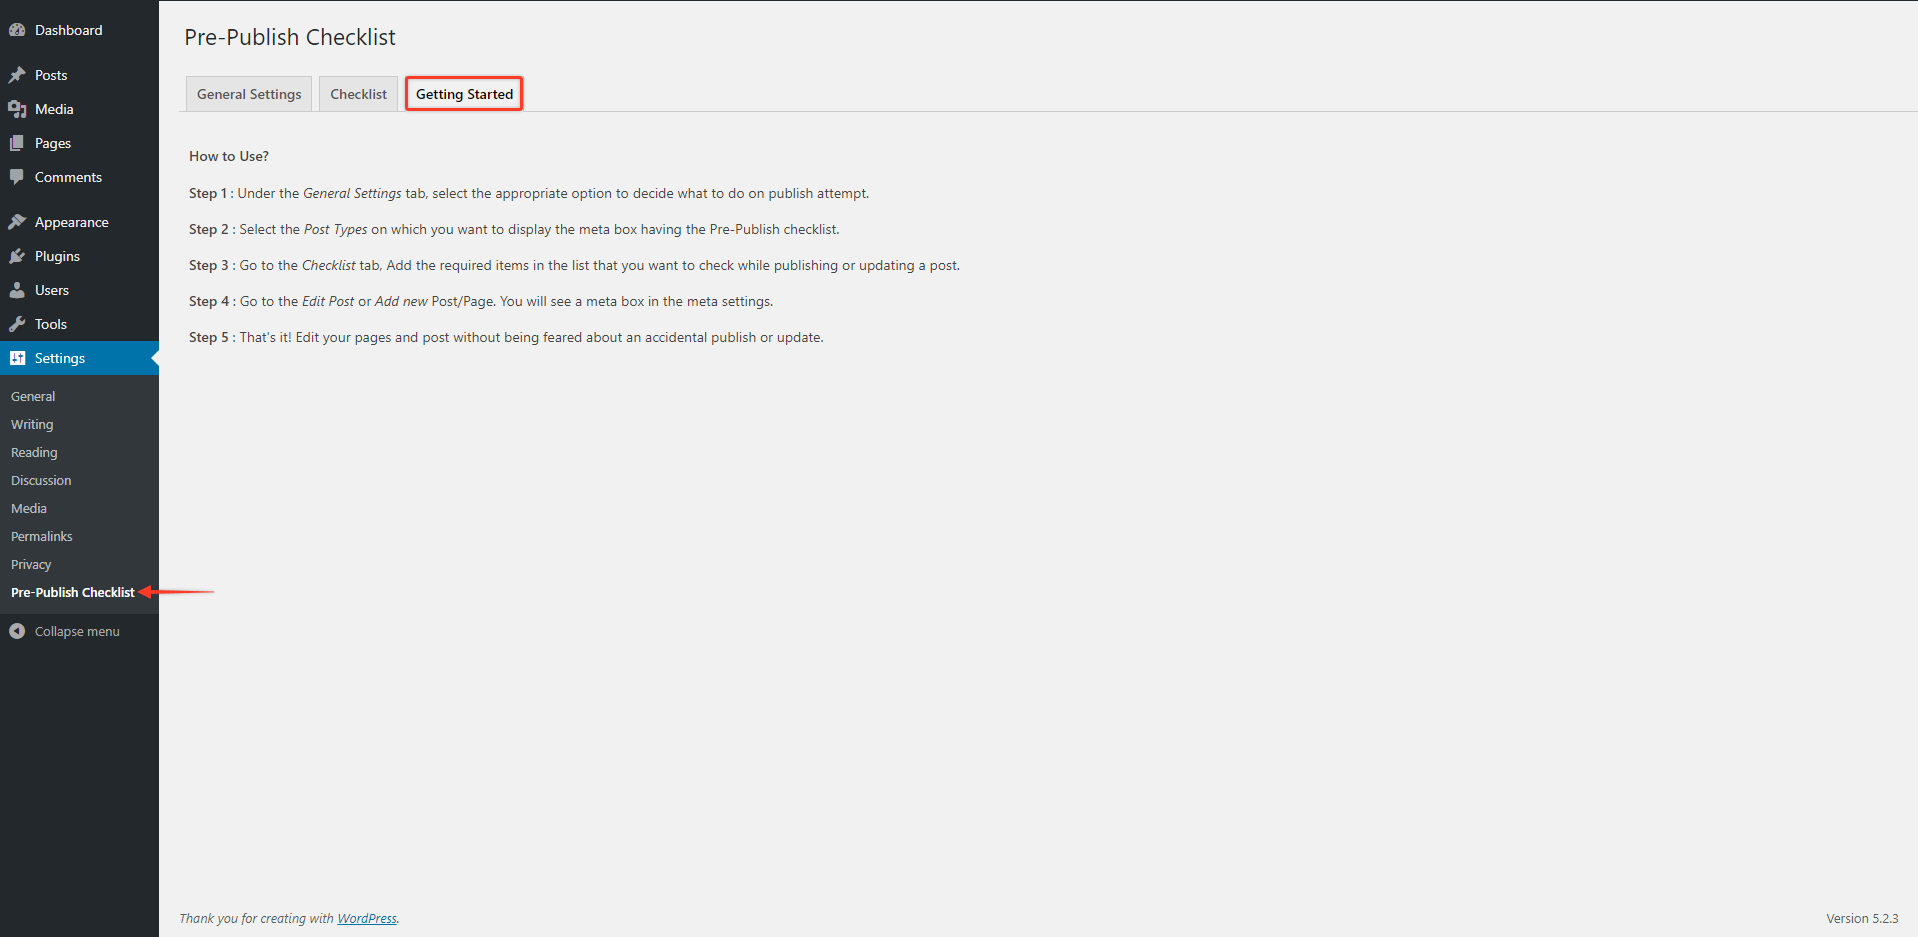 Dashboard
Posts
Media
Pages
Comments
Appearance
Plugins
Users
Tools
Settings
General
Writing
Reading
Discussion
Media
Permalinks
Privacy
Pre-Publish Checklist
Collapse menu
Pre-Publish Checklist
General Settings
Checklist
Getting Started
How to Use?
Step 1 : Under the General Settings tab, select the appropriate option to decide what to do on publish attempt.
Step 2 : Select the Post Types on which you want to display the meta box having the Pre-Publish checklist.
Step 3 : Go to the Checklist tab, Add the required items in the list that you want to check while publishing or updating a post.
Step 4 : Go to the Edit Post or Add new Post/Page. You will see a meta box in the meta settings.
Step 5 : That's it! Edit your pages and post without being feared about an accidental publish or update.
Thank you for creating with WordPress.
Version 5.2.3